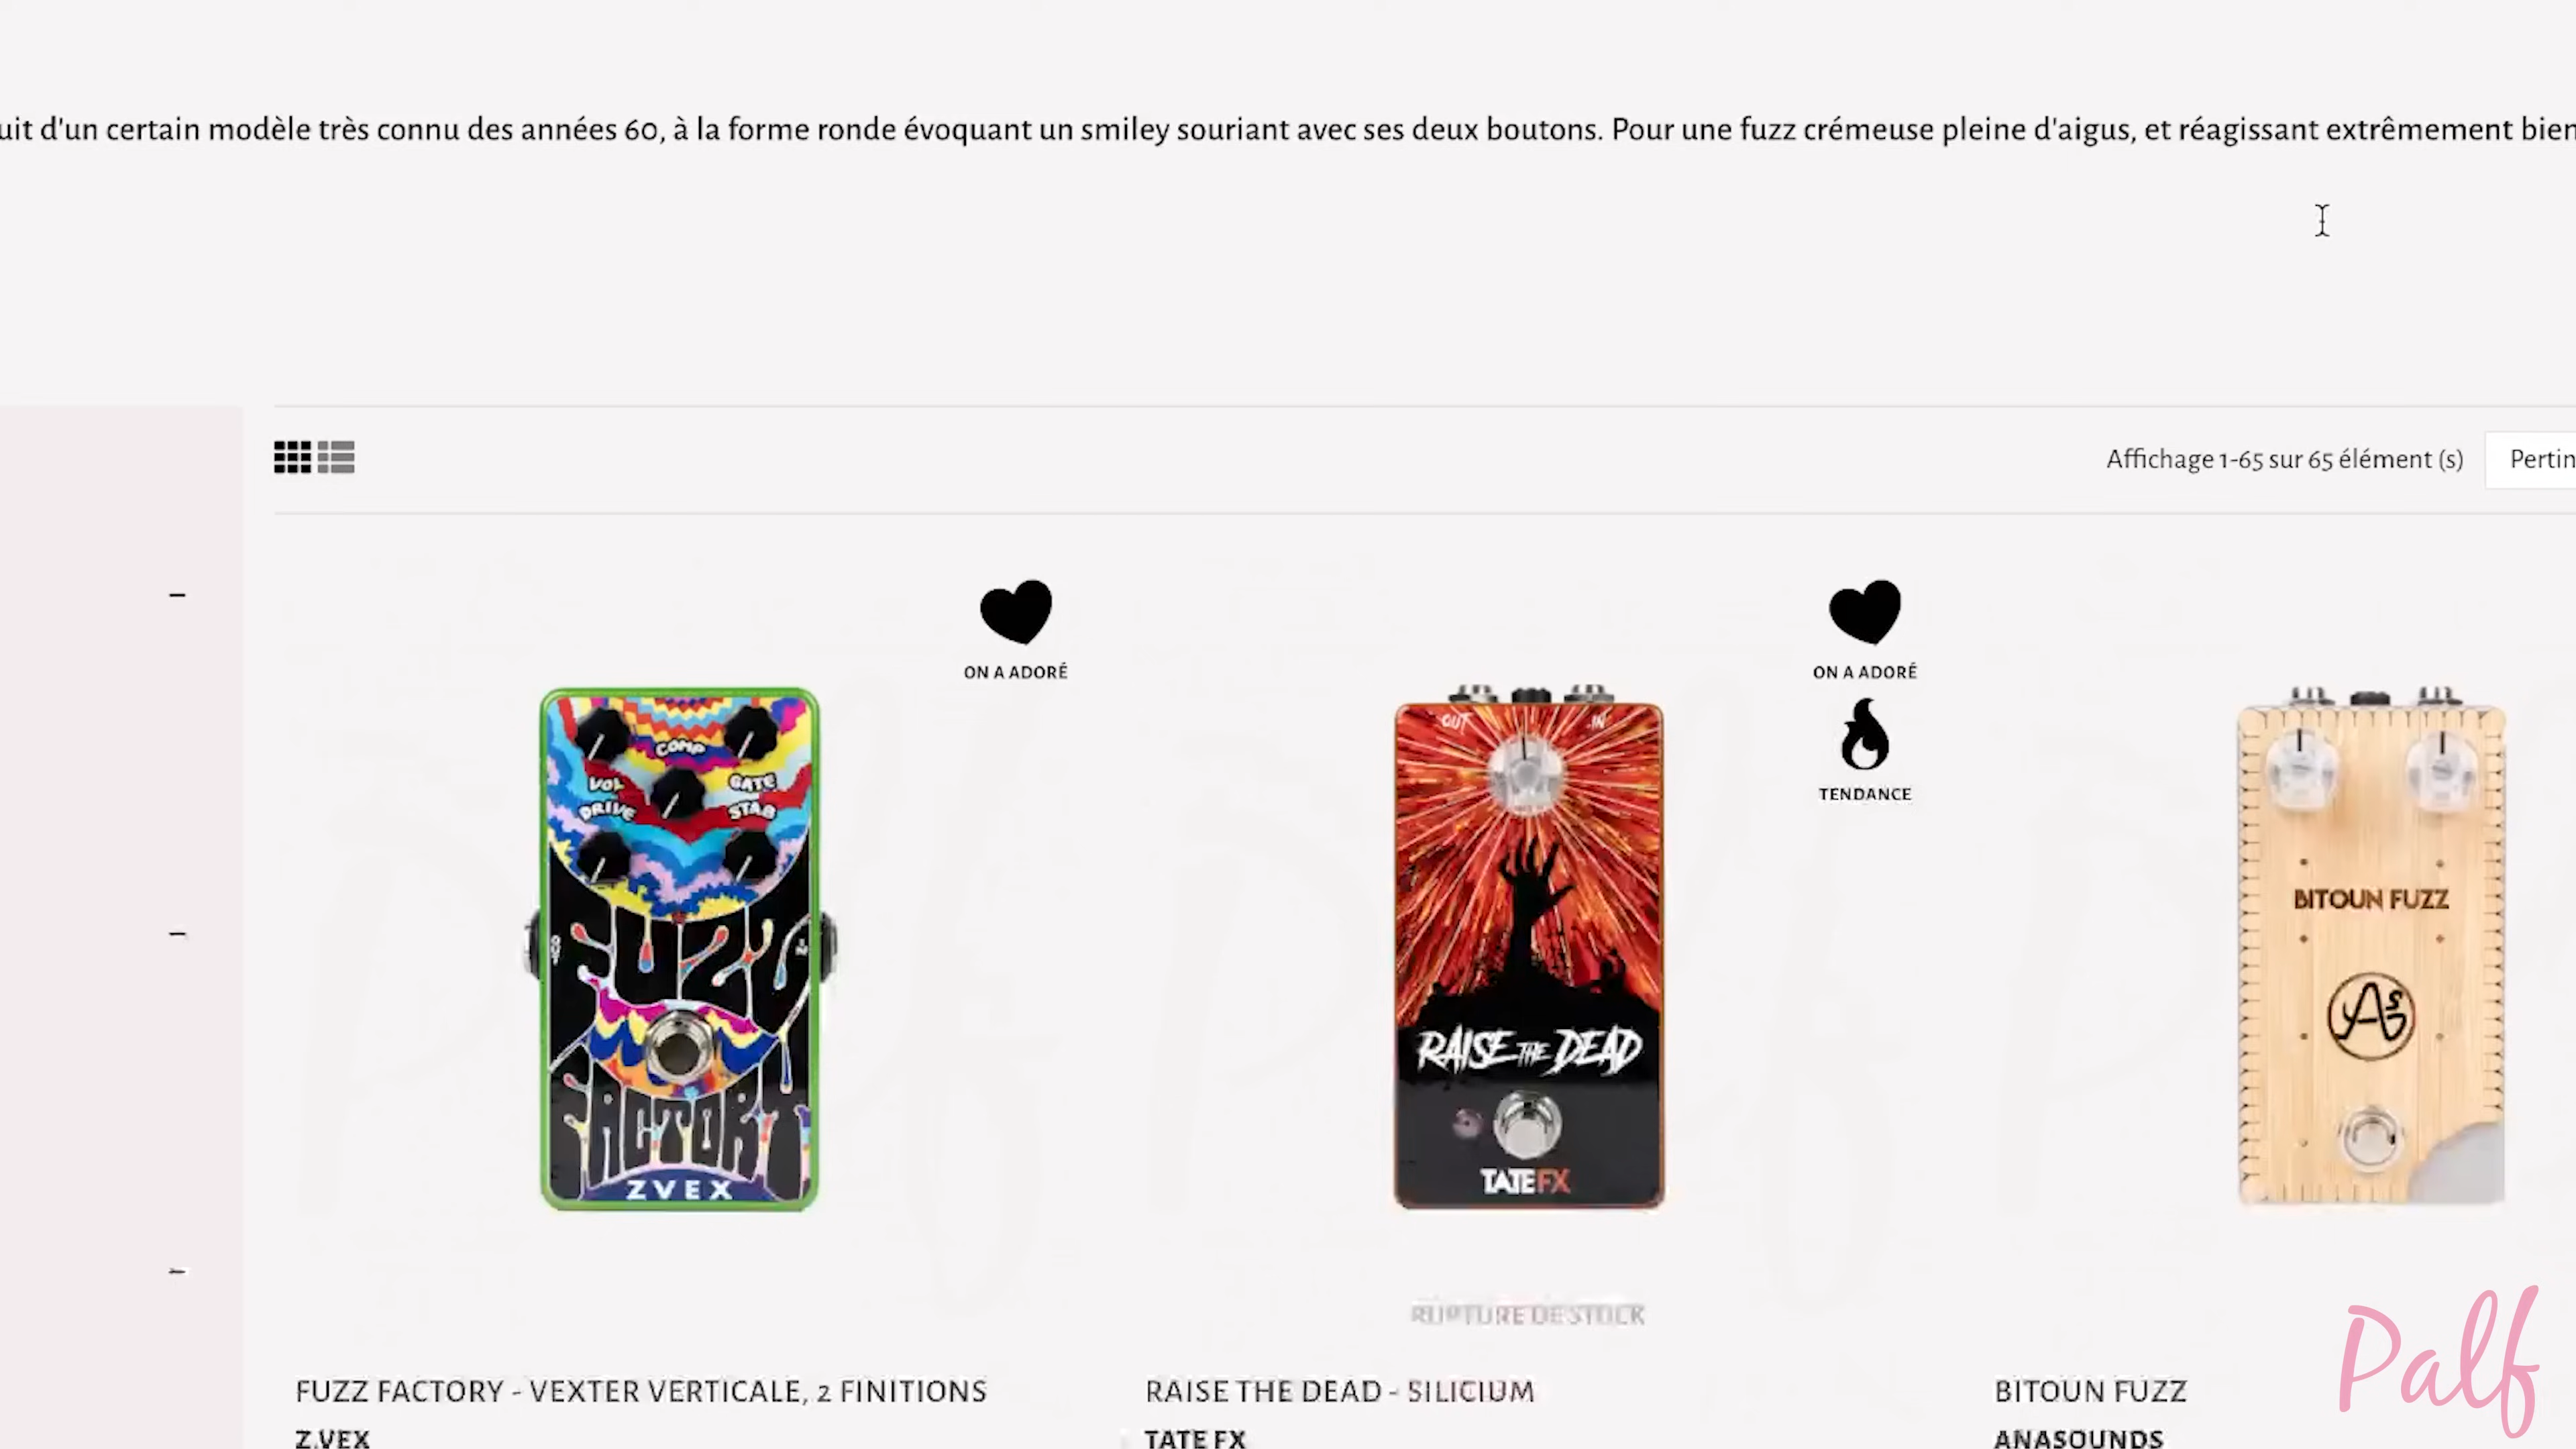 d'un certain modèle très connu des années 60, à la forme ronde évoquant un smiley souriant avec ses deux boutons. Pour une fuzz crémeuse pleine d'aigus, et réagissant extrêmement bien
Affichage 1-65 sur 65 élément (s)
ON A ADORÉ
ON A ADORÉ
TENDANCE
COMP
VOL GATE
DRIVE STAB
FUZZ
FACTORY
ZVEX
OUT IN
RAISE THE DEAD
TATE FX
BITOUN FUZZ
RUPTURE DE STOCK
FUZZ FACTORY - VEXTER VERTICALE, 2 FINITIONS
Z.VEX
RAISE THE DEAD - SILICIUM
TATE FX
BITOUN FUZZ
ANASOUNDS
Palf